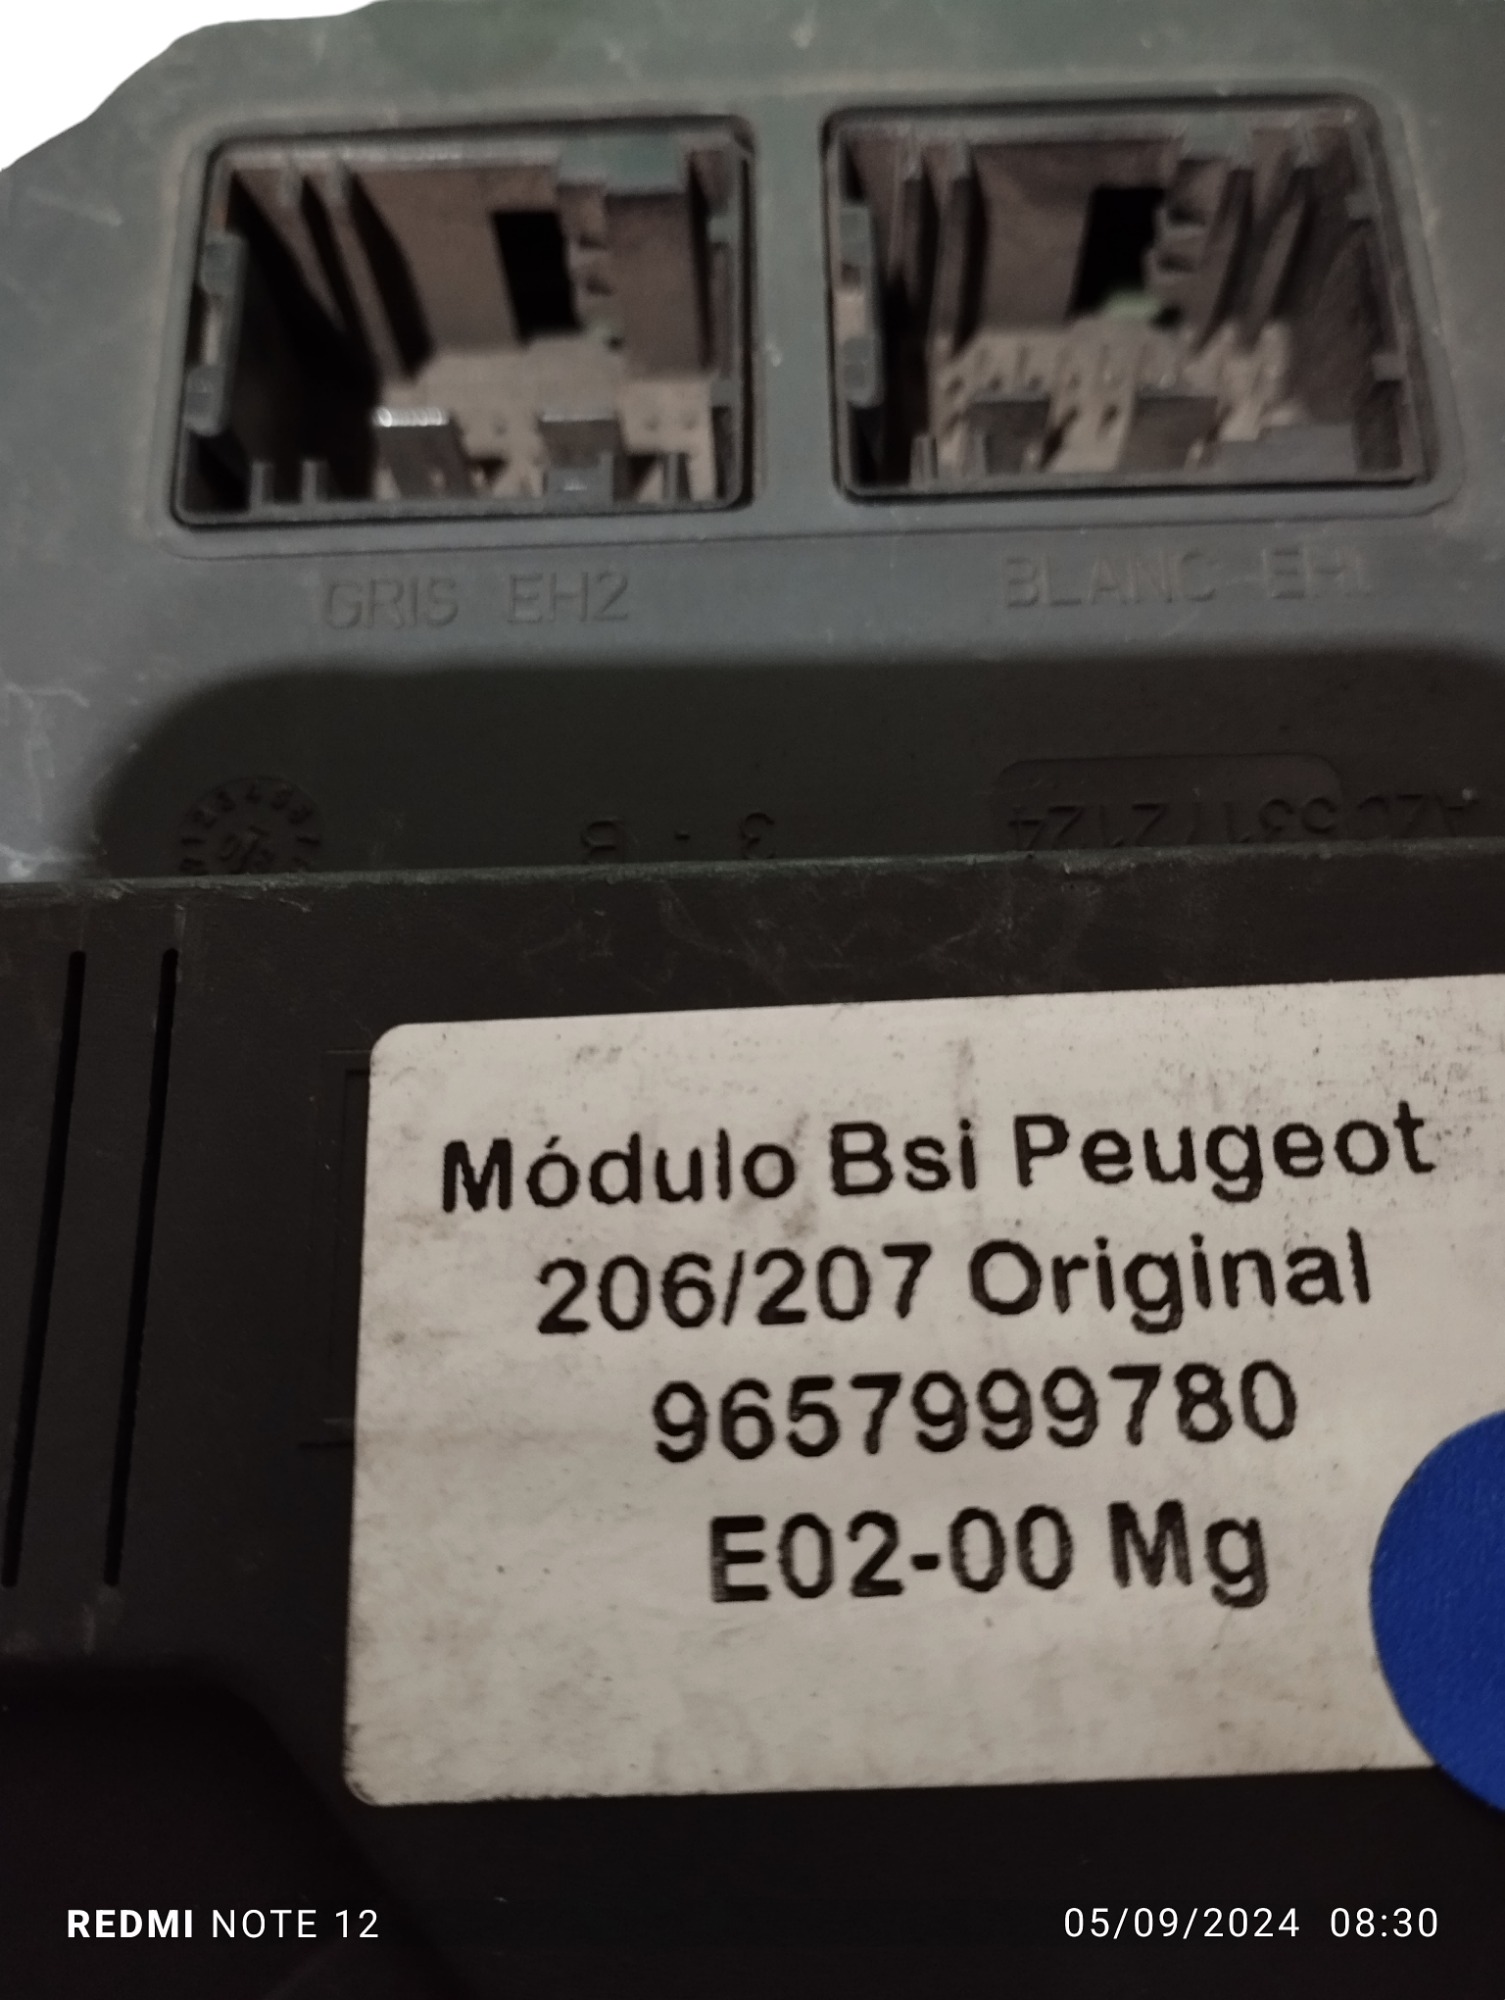 GRIS EH2
BLANC EH1
3 - B
Módulo Bsi Peugeot
206/207 Original
9657999780
E02-00 Mg
REDMI NOTE 12
05/09/2024 08:30